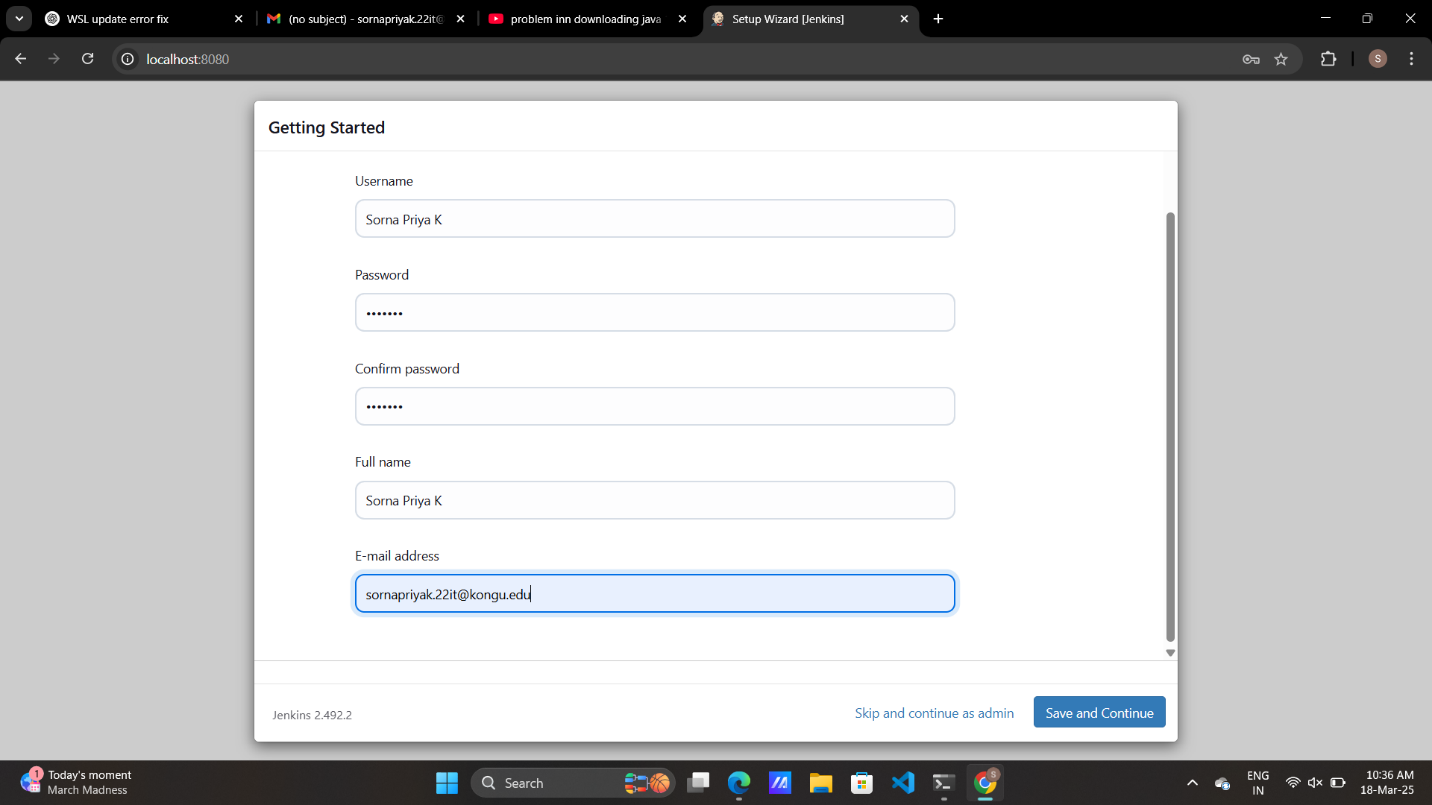 WSL update error fix
(no subject) - sornapriyak.22it@
problem inn downloading java
Setup Wizard [Jenkins]
localhost:8080
S
Getting Started
Username
Sorna Priya K
Password
•••••••
Confirm password
•••••••
Full name
Sorna Priya K
E-mail address
sornapriyak.22it@kongu.edu
Jenkins 2.492.2
Skip and continue as admin
Save and Continue
1
Today's moment
March Madness
Search
S
ENG
IN
10:36 AM
18-Mar-25